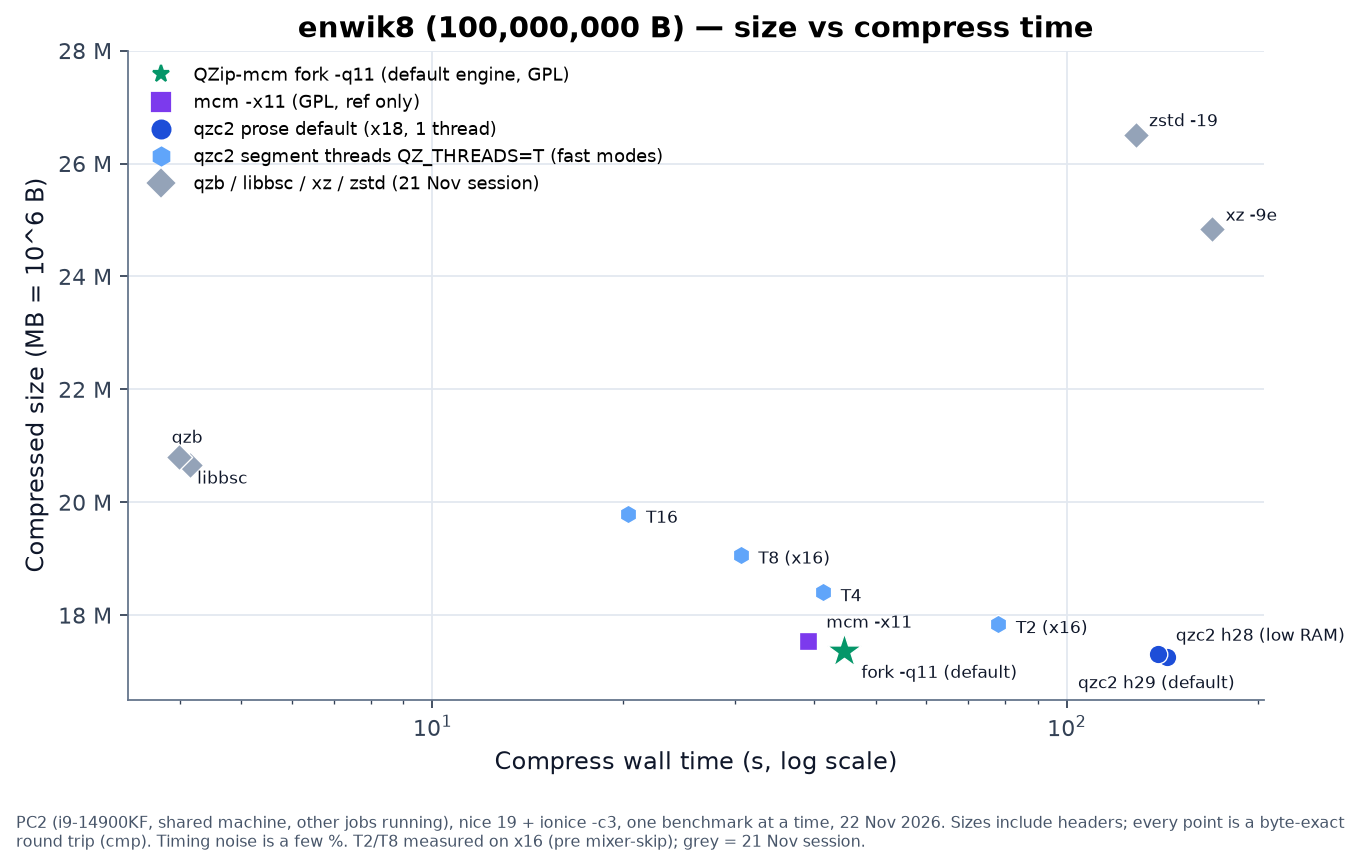 enwik8 (100,000,000 B) — size vs compress time
28 M
26 M
24 M
22 M
20 M
18 M
Compressed size (MB = 10^6 B)
QZip-mcm fork -q11 (default engine, GPL)
mcm -x11 (GPL, ref only)
qzc2 prose default (x18, 1 thread)
qzc2 segment threads QZ_THREADS=T (fast modes)
qzb / libbsc / xz / zstd (21 Nov session)
zstd -19
xz -9e
qzb
libbsc
T16
T8 (x16)
T4
mcm -x11
T2 (x16)
qzc2 h28 (low RAM)
fork -q11 (default)
qzc2 h29 (default)
10¹
10²
Compress wall time (s, log scale)
PC2 (i9-14900KF, shared machine, other jobs running), nice 19 + ionice -c3, one benchmark at a time, 22 Nov 2026. Sizes include headers; every point is a byte-exact
round trip (cmp). Timing noise is a few %. T2/T8 measured on x16 (pre mixer-skip); grey = 21 Nov session.